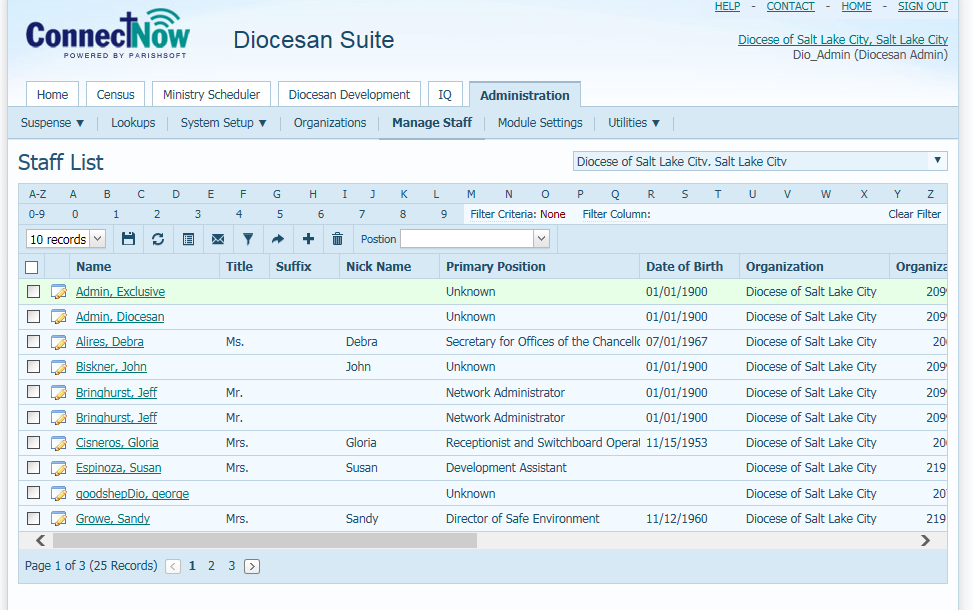 HELP - CONTACT - HOME - SIGN OUT
ConnectNow
POWERED BY PARISHSOFT
Diocesan Suite
Diocese of Salt Lake City, Salt Lake City
Dio_Admin (Diocesan Admin)
Home Census Ministry Scheduler Diocesan Development IQ Administration
Suspense ▼ Lookups System Setup ▼ Organizations Manage Staff Module Settings Utilities ▼
Staff List
Diocese of Salt Lake City, Salt Lake City
A-Z A B C D E F G H I J K L M N O P Q R S T U V W X Y Z
0-9 0 1 2 3 4 5 6 7 8 9 Filter Criteria: None Filter Column: Clear Filter
10 records Postion
Name Title Suffix Nick Name Primary Position Date of Birth Organization Organiza
Admin, Exclusive Unknown 01/01/1900 Diocese of Salt Lake City 209
Admin, Diocesan Unknown 01/01/1900 Diocese of Salt Lake City 209
Alires, Debra Ms. Debra Secretary for Offices of the Chancello 07/01/1967 Diocese of Salt Lake City 20
Biskner, John John Unknown 01/01/1900 Diocese of Salt Lake City 209
Bringhurst, Jeff Mr. Network Administrator 01/01/1900 Diocese of Salt Lake City 209
Bringhurst, Jeff Mr. Network Administrator 01/01/1900 Diocese of Salt Lake City 209
Cisneros, Gloria Mrs. Gloria Receptionist and Switchboard Operat 11/15/1953 Diocese of Salt Lake City 20
Espinoza, Susan Mrs. Susan Development Assistant Diocese of Salt Lake City 219
goodshepDio, george Unknown Diocese of Salt Lake City 20
Growe, Sandy Mrs. Sandy Director of Safe Environment 11/12/1960 Diocese of Salt Lake City 219
Page 1 of 3 (25 Records) < 1 2 3 >